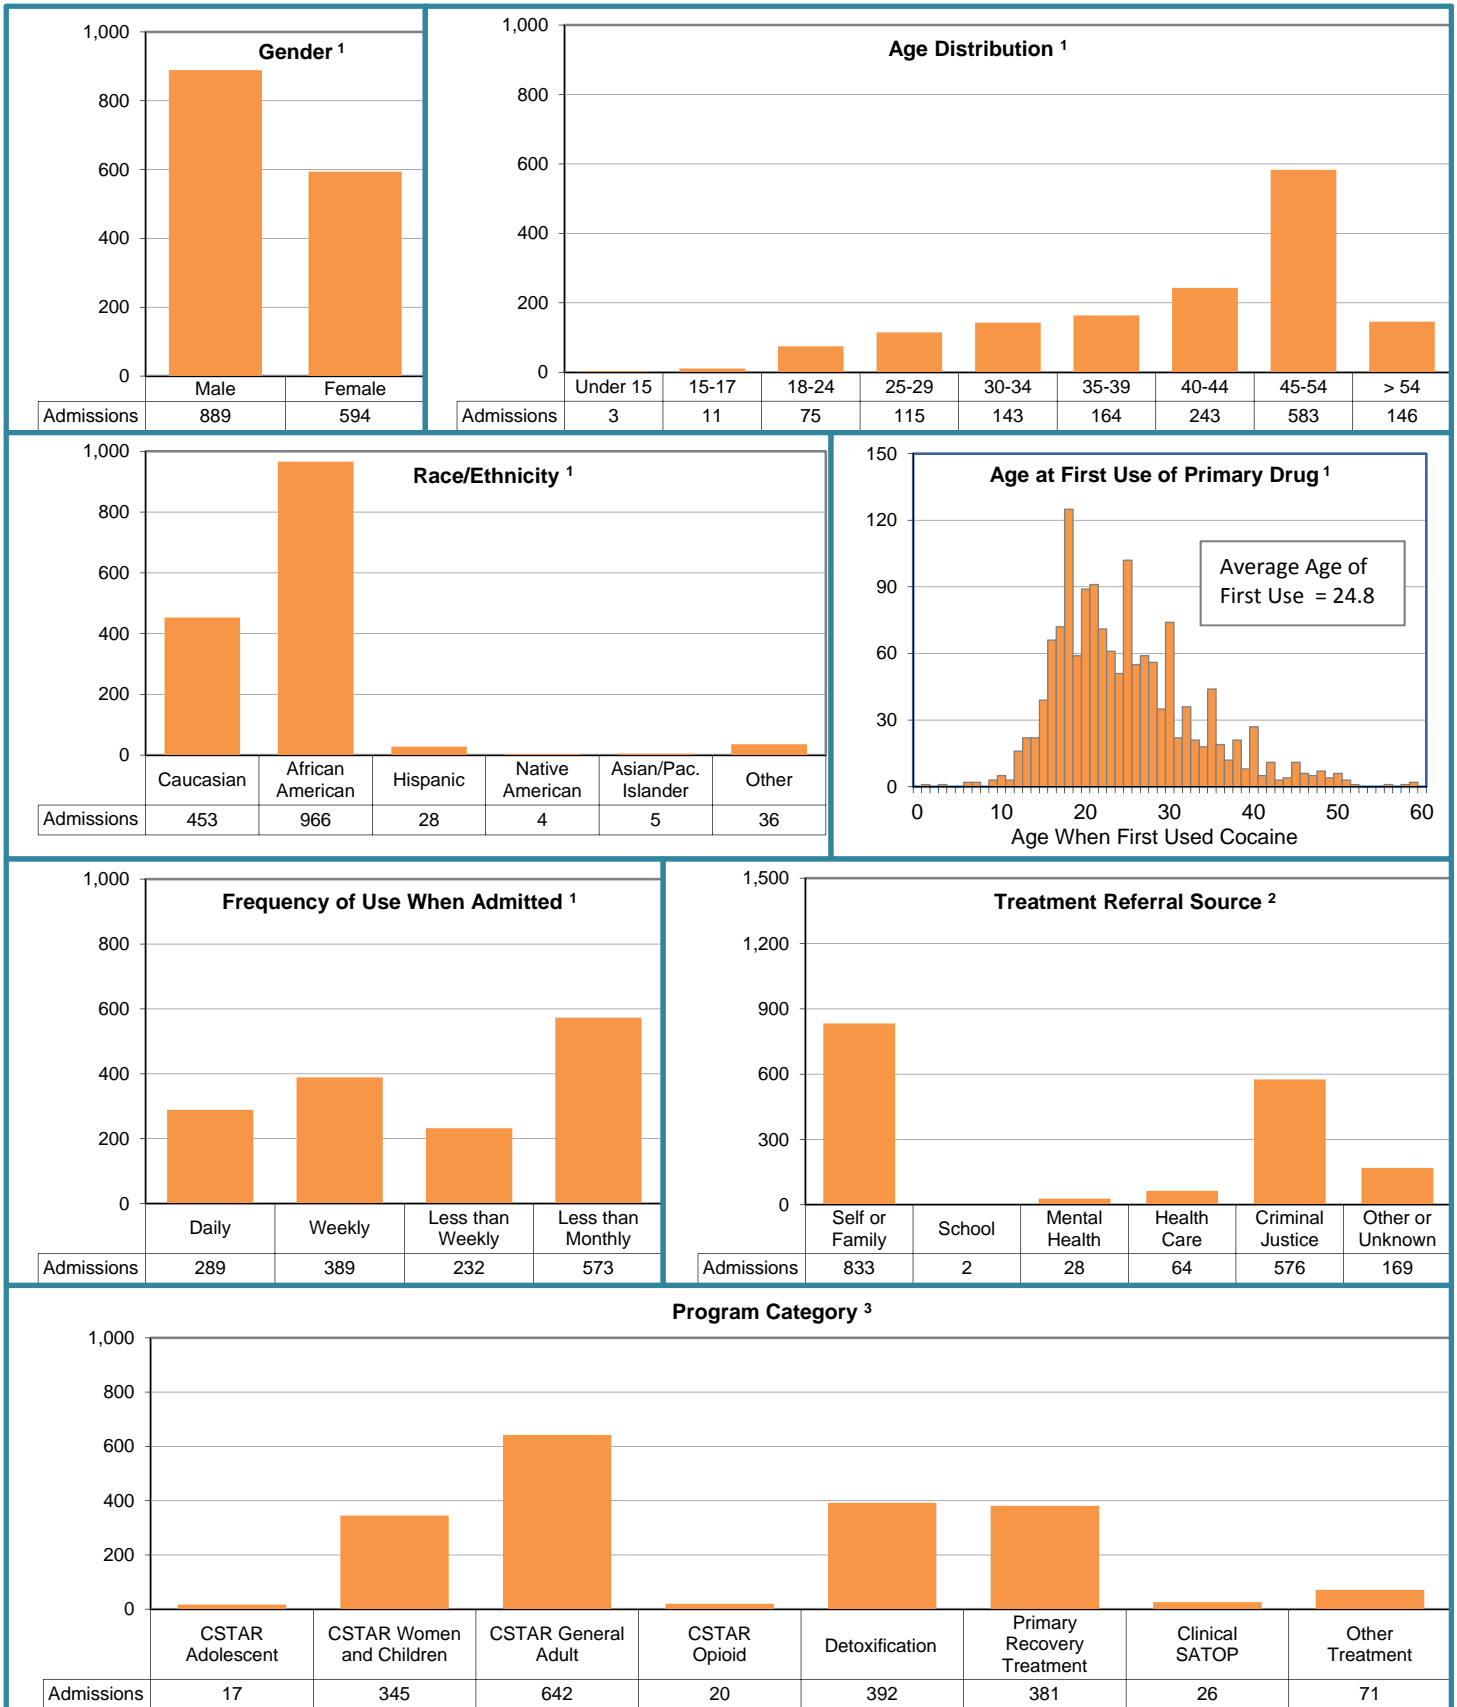 Gender 1
1,000
800
600
400
200
0
Male Female
Admissions 889 594
Age Distribution 1
1,000
800
600
400
200
0
Under 15 15-17 18-24 25-29 30-34 35-39 40-44 45-54 > 54
Admissions 3 11 75 115 143 164 243 583 146
Race/Ethnicity 1
1,000
800
600
400
200
0
Caucasian African American Hispanic Native American Asian/Pac. Islander Other
Admissions 453 966 28 4 5 36
Age at First Use of Primary Drug 1
150
120
90
60
30
0
Average Age of
First Use = 24.8
0 10 20 30 40 50 60
Age When First Used Cocaine
Frequency of Use When Admitted 1
1,000
800
600
400
200
0
Daily Weekly Less than Weekly Less than Monthly
Admissions 289 389 232 573
Treatment Referral Source 2
1,500
1,200
900
600
300
0
Self or Family School Mental Health Health Care Criminal Justice Other or Unknown
Admissions 833 2 28 64 576 169
Program Category 3
1,000
800
600
400
200
0
CSTAR Adolescent CSTAR Women and Children CSTAR General Adult CSTAR Opioid Detoxification Primary Recovery Treatment Clinical SATOP Other Treatment
Admissions 17 345 642 20 392 381 26 71